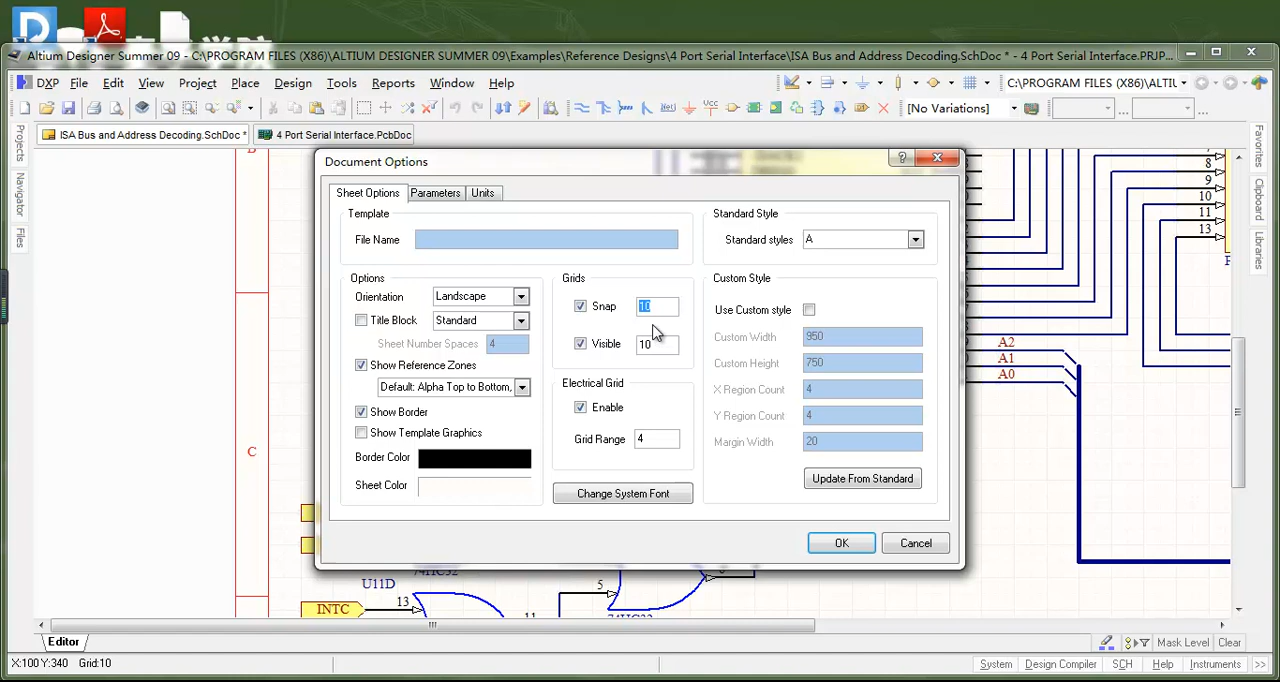 Altium Designer Summer 09 - C:\PROGRAM FILES (X86)\ALTIUM DESIGNER SUMMER 09\Examples\Reference Designs\4 Port Serial Interface\ISA Bus and Address Decoding.SchDoc * - 4 Port Serial Interface.PRJP...
DXP File Edit View Project Place Design Tools Reports Window Help C:\PROGRAM FILES (X86)\ALTIU
[No Variations] ... ...
ISA Bus and Address Decoding.SchDoc * 4 Port Serial Interface.PcbDoc
Projects
Navigator
Files
Favorites
Clipboard
Libraries
B
C
Document Options
Sheet Options Parameters Units
Template
File Name
Standard Style
Standard styles A
Options
Orientation Landscape
Title Block Standard
Sheet Number Spaces 4
Show Reference Zones
Default: Alpha Top to Bottom,
Show Border
Show Template Graphics
Border Color
Sheet Color
Grids
Snap 10
Visible 10
Electrical Grid
Enable
Grid Range 4
Change System Font
Custom Style
Use Custom style
Custom Width 950
Custom Height 750
X Region Count 4
Y Region Count 4
Margin Width 20
Update From Standard
OK Cancel
8
9
10
11
12
13
A2
A1
A0
74HC32
U11D
INTC 13
5
11
74HC32
Editor
Mask Level Clear
X:100 Y:340 Grid:10
System Design Compiler SCH Help Instruments >>